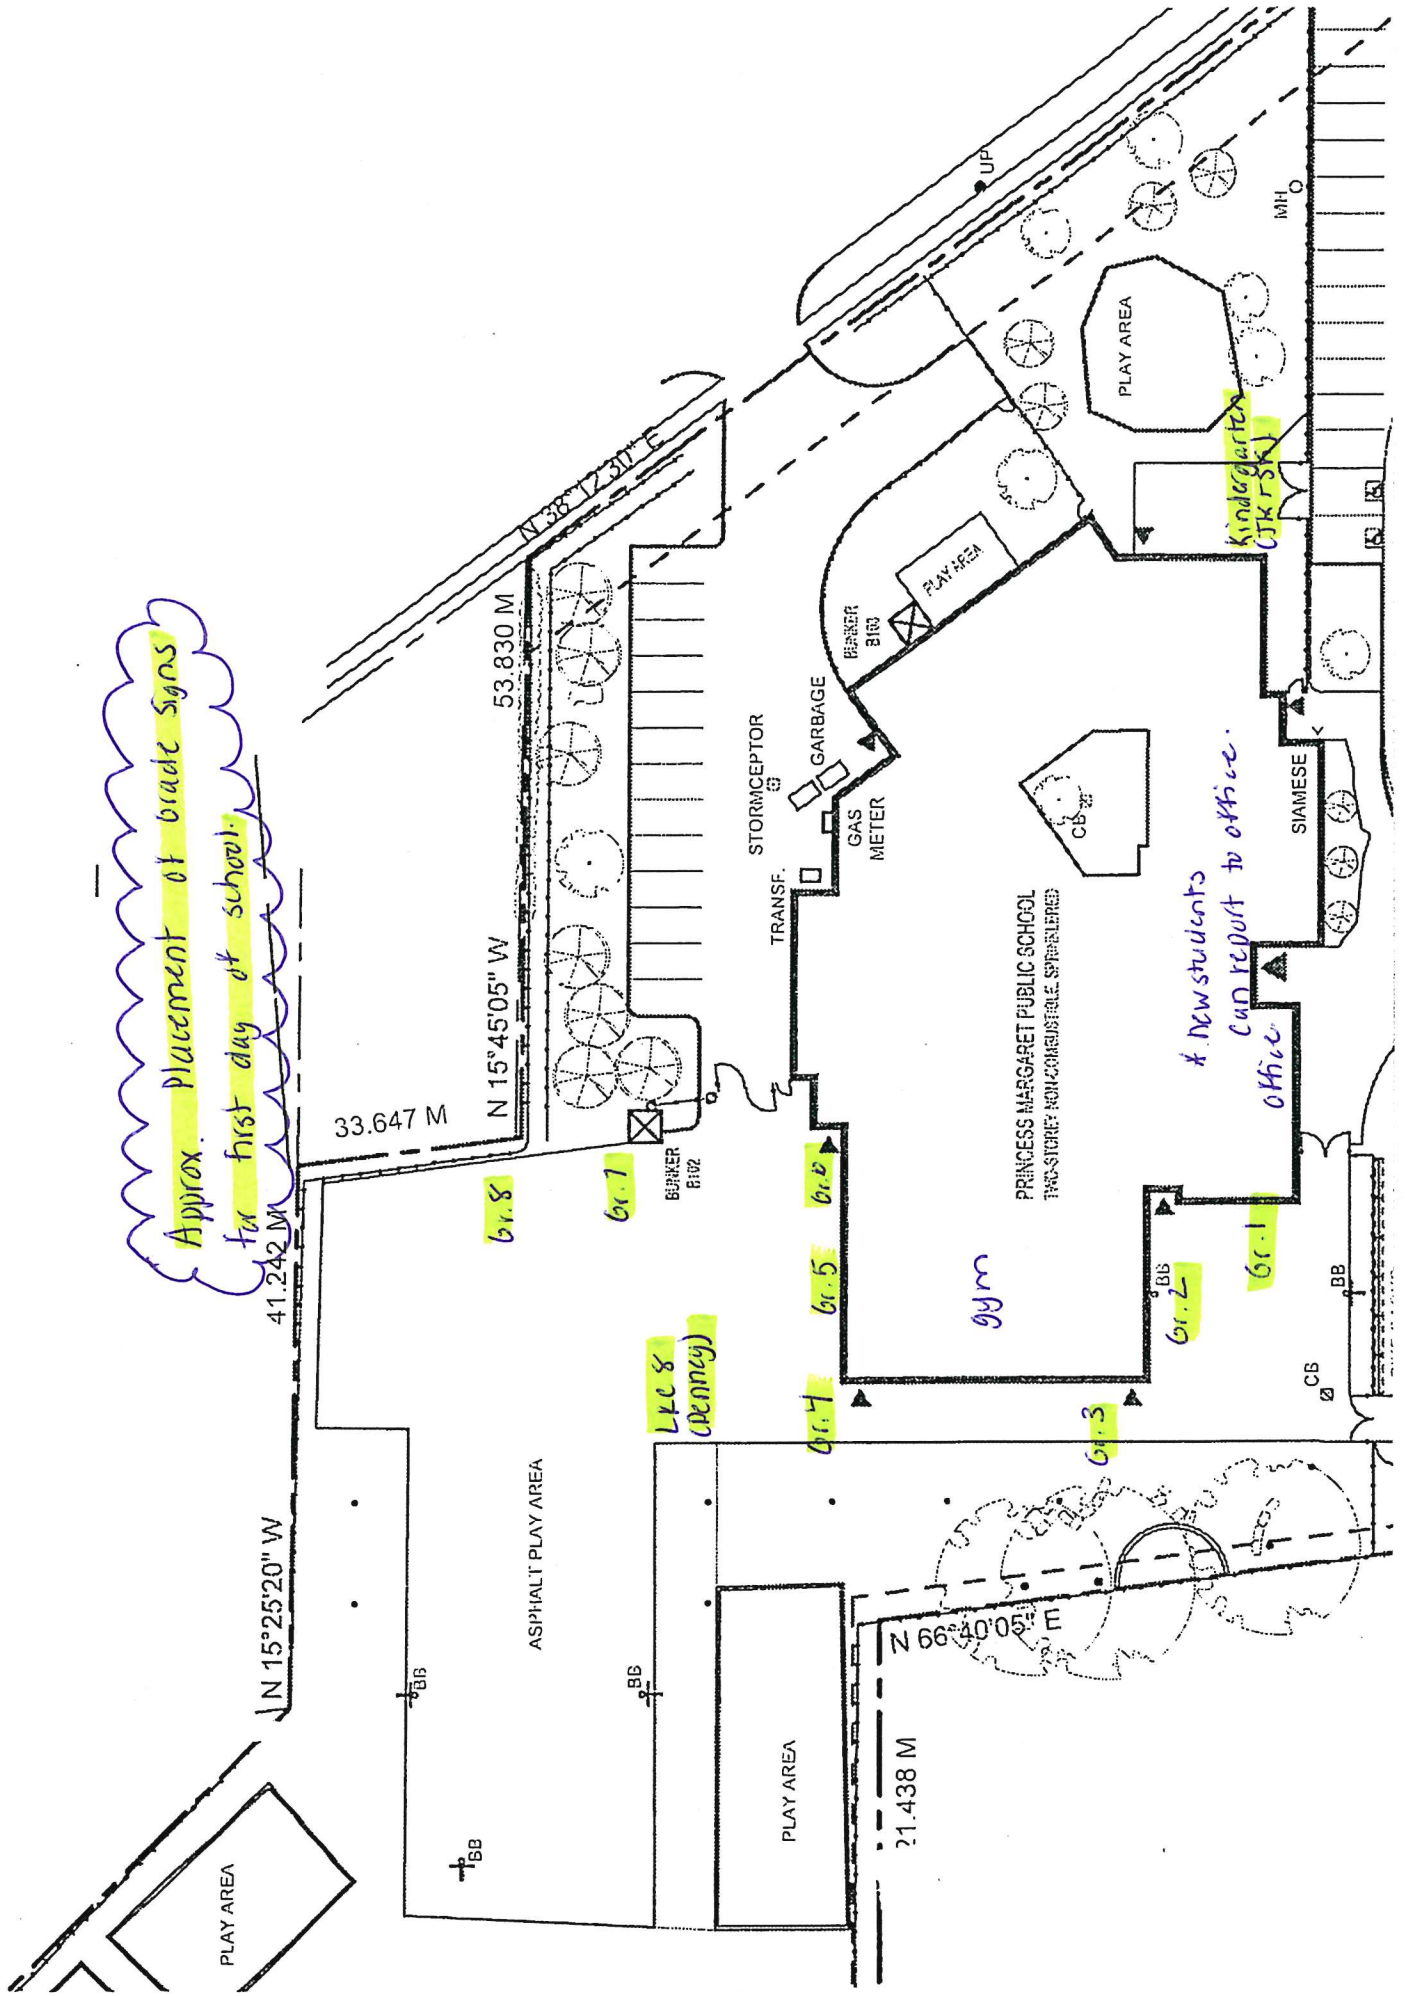 Approx. Placement of Grade Signs
for first day of school.
41.242 M
N 15°25'20" W
33.647 M
N 15°45'05" W
53.830 M
N 38°12'30" E
PLAY AREA
BB
BB
BB
ASPHALT PLAY AREA
PLAY AREA
21.438 M
N 66°40'05" E
Gr. 8
Gr. 7
BUNKER
B102
LKC 8
(Denney)
Gr. 6
Gr. 5
Gr. 4
Gr. 3
Gr. 2
Gr. 1
gym
BB
BB
CB
TRANSF.
STORMCEPTOR
GARBAGE
GAS
METER
BUNKER
B103
PLAY AREA
PLAY AREA
UP
MH
Kindergarten
(JK + SK)
PRINCESS MARGARET PUBLIC SCHOOL
TWO-STOREY NON-COMBUSTIBLE, SPRINKLERED
CB
* New students
can report to office.
office
SIAMESE